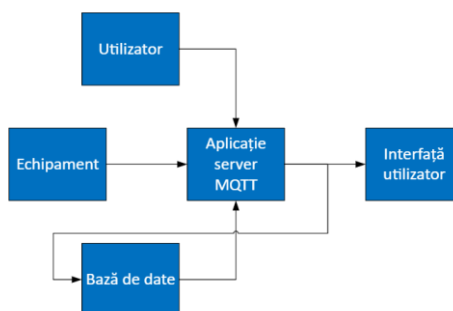 Utilizator
Echipament
Aplicație
server
MQTT
Interfață
utilizator
Bază de date